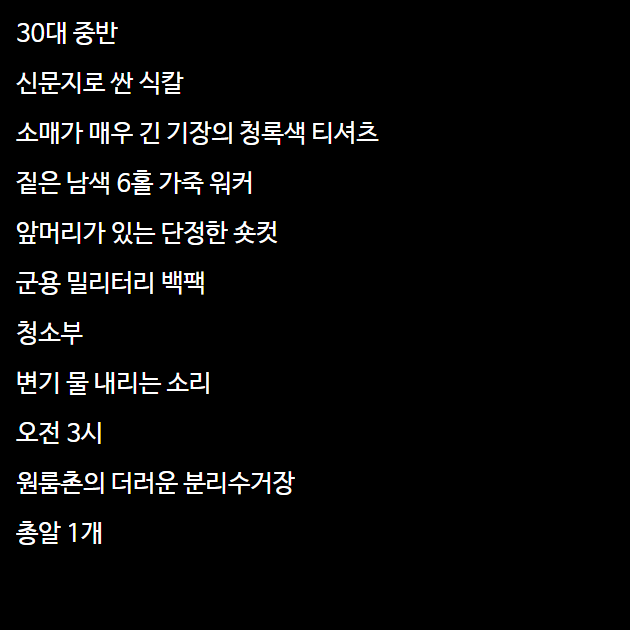 30대 중반
신문지로 싼 식칼
소매가 매우 긴 기장의 청록색 티셔츠
짙은 남색 6홀 가죽 워커
앞머리가 있는 단정한 숏컷
군용 밀리터리 백팩
청소부
변기 물 내리는 소리
오전 3시
원룸촌의 더러운 분리수거장
총알 1개